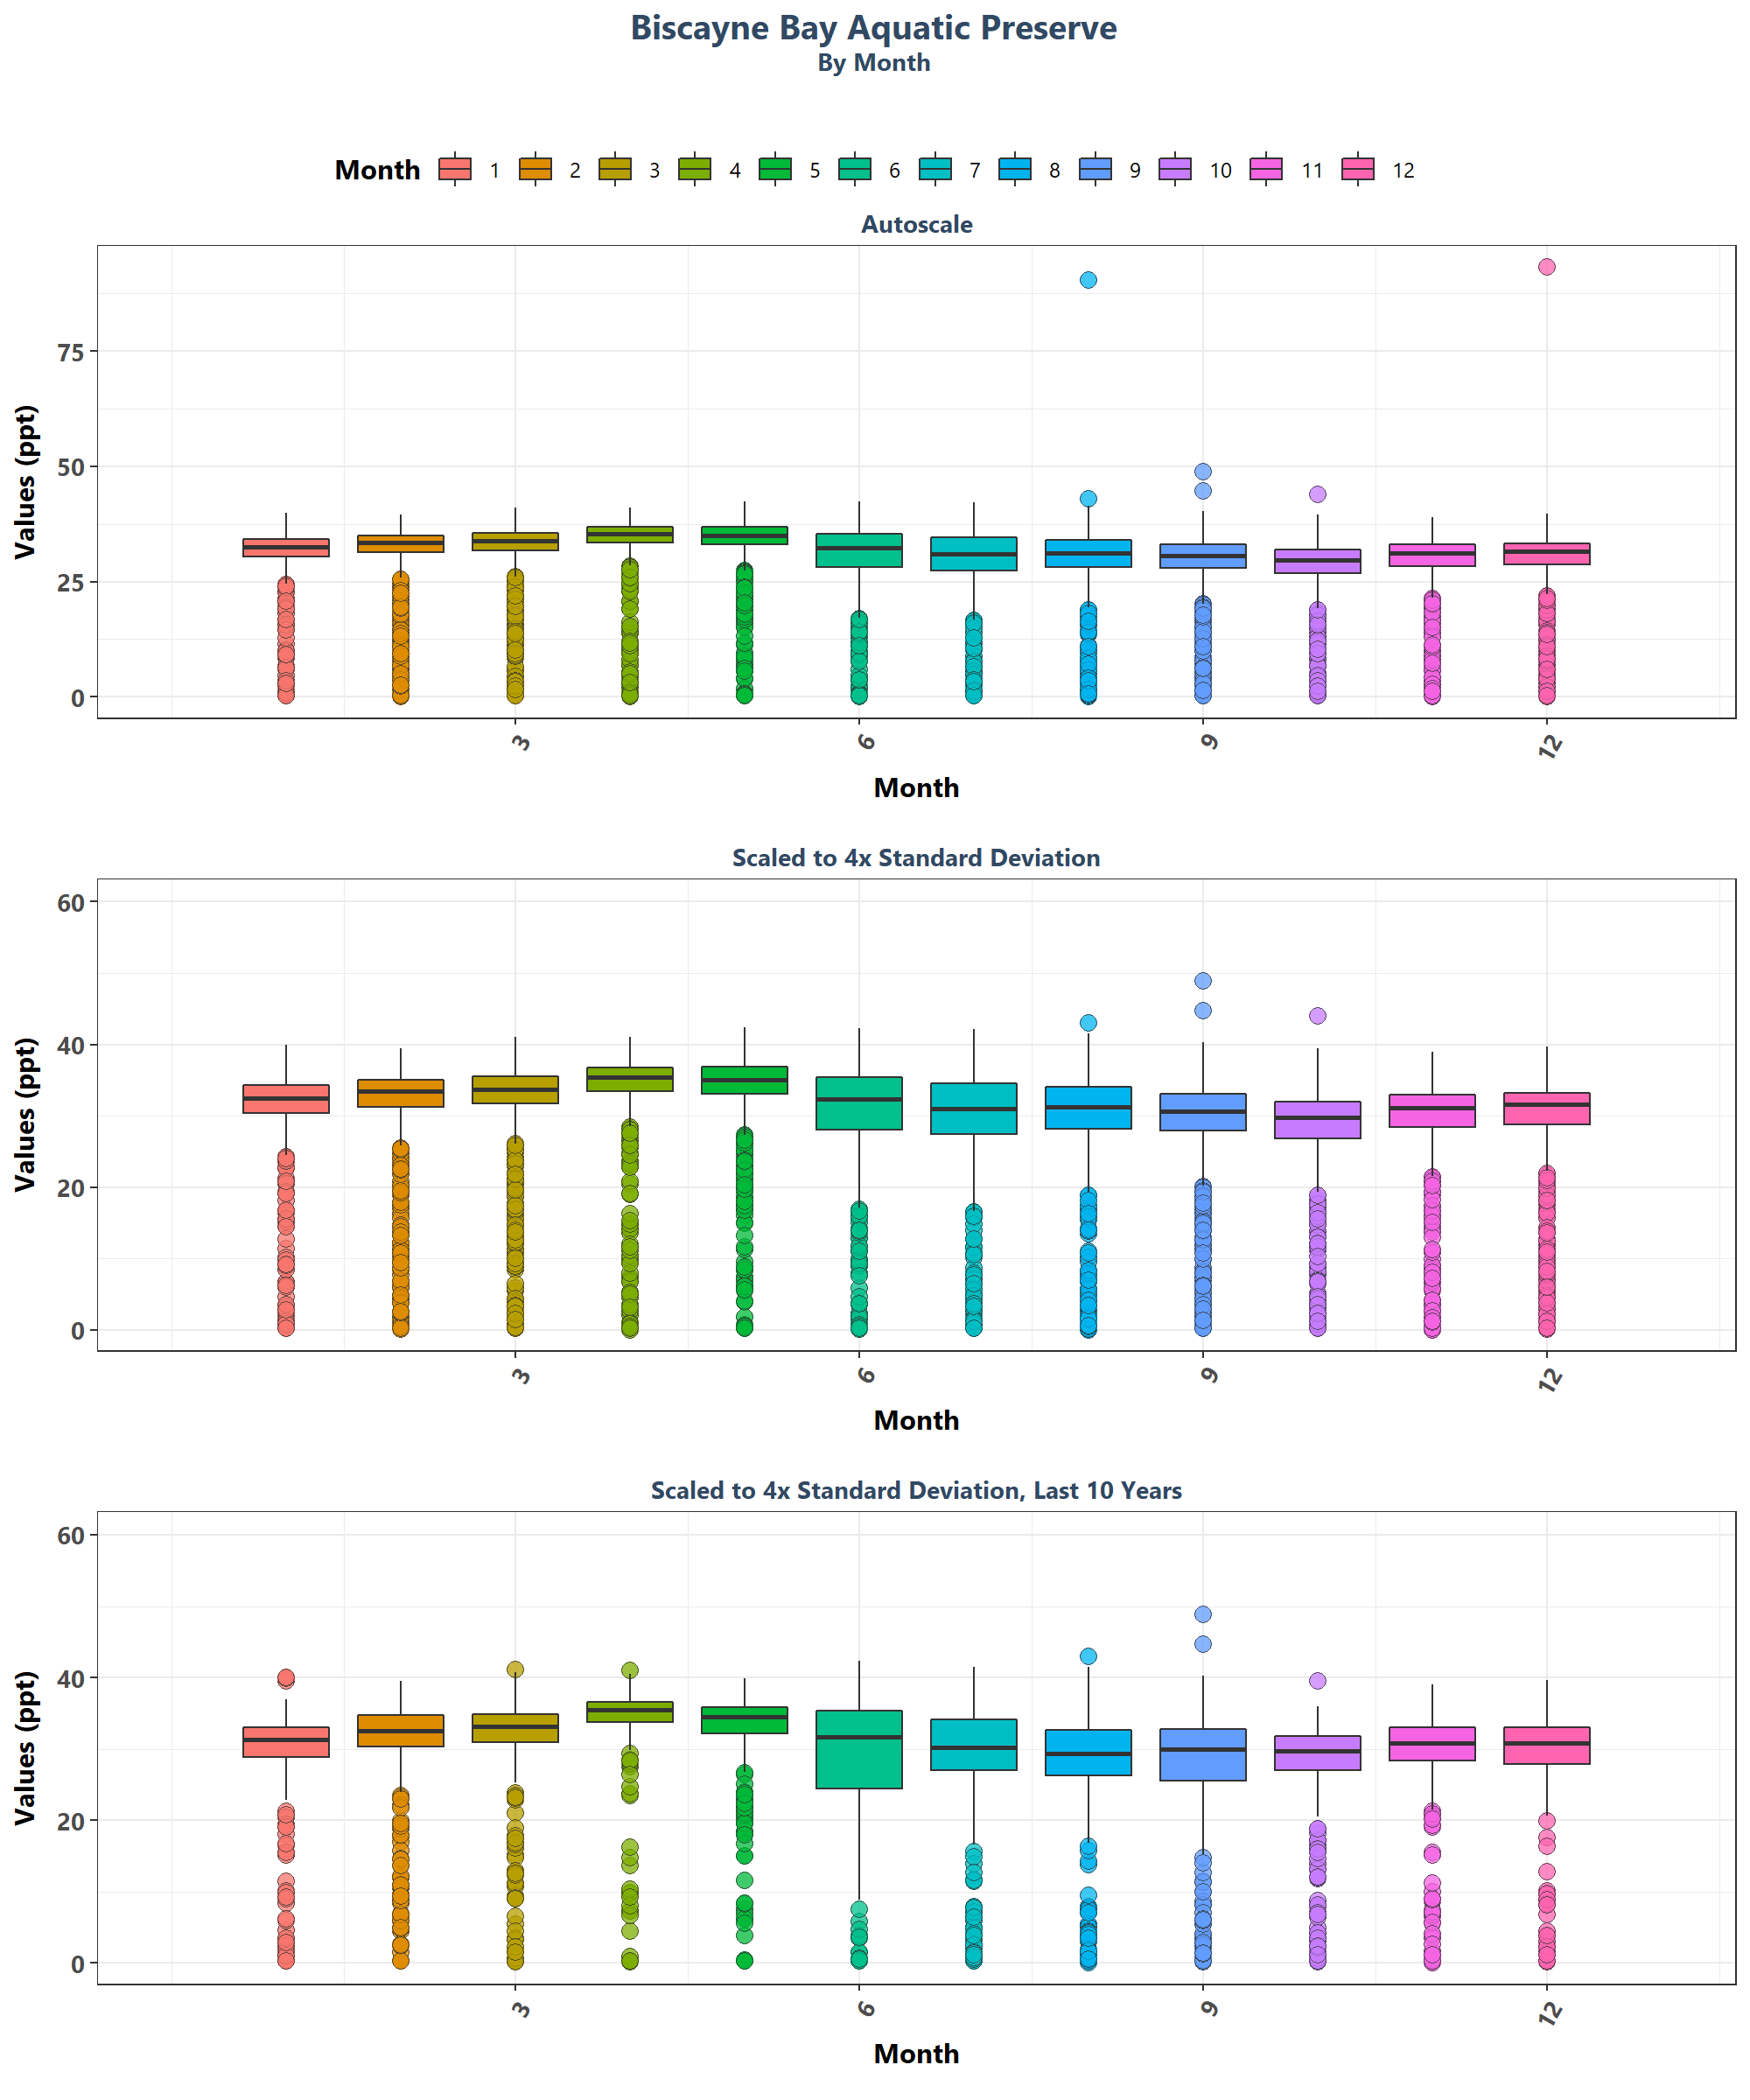 Biscayne Bay Aquatic Preserve
By Month
Month 1 2 3 4 5 6 7 8 9 10 11 12
Autoscale
Values (ppt)
75
50
25
0
3 6 9 12
Month
Scaled to 4x Standard Deviation
Values (ppt)
60
40
20
0
3 6 9 12
Month
Scaled to 4x Standard Deviation, Last 10 Years
Values (ppt)
60
40
20
0
3 6 9 12
Month